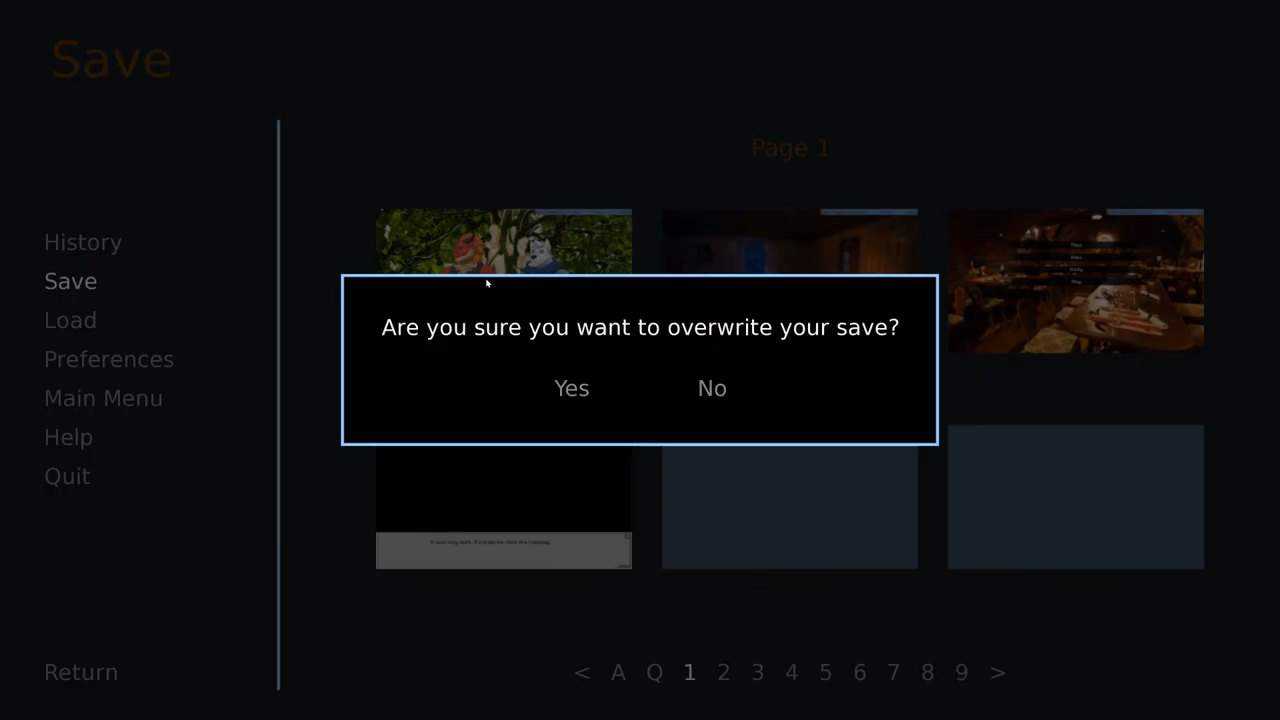 Save
Page 1
History
Save
Load
Preferences
Main Menu
Help
Quit
Are you sure you want to overwrite your save?
Yes No
Return
< A Q 1 2 3 4 5 6 7 8 9 >